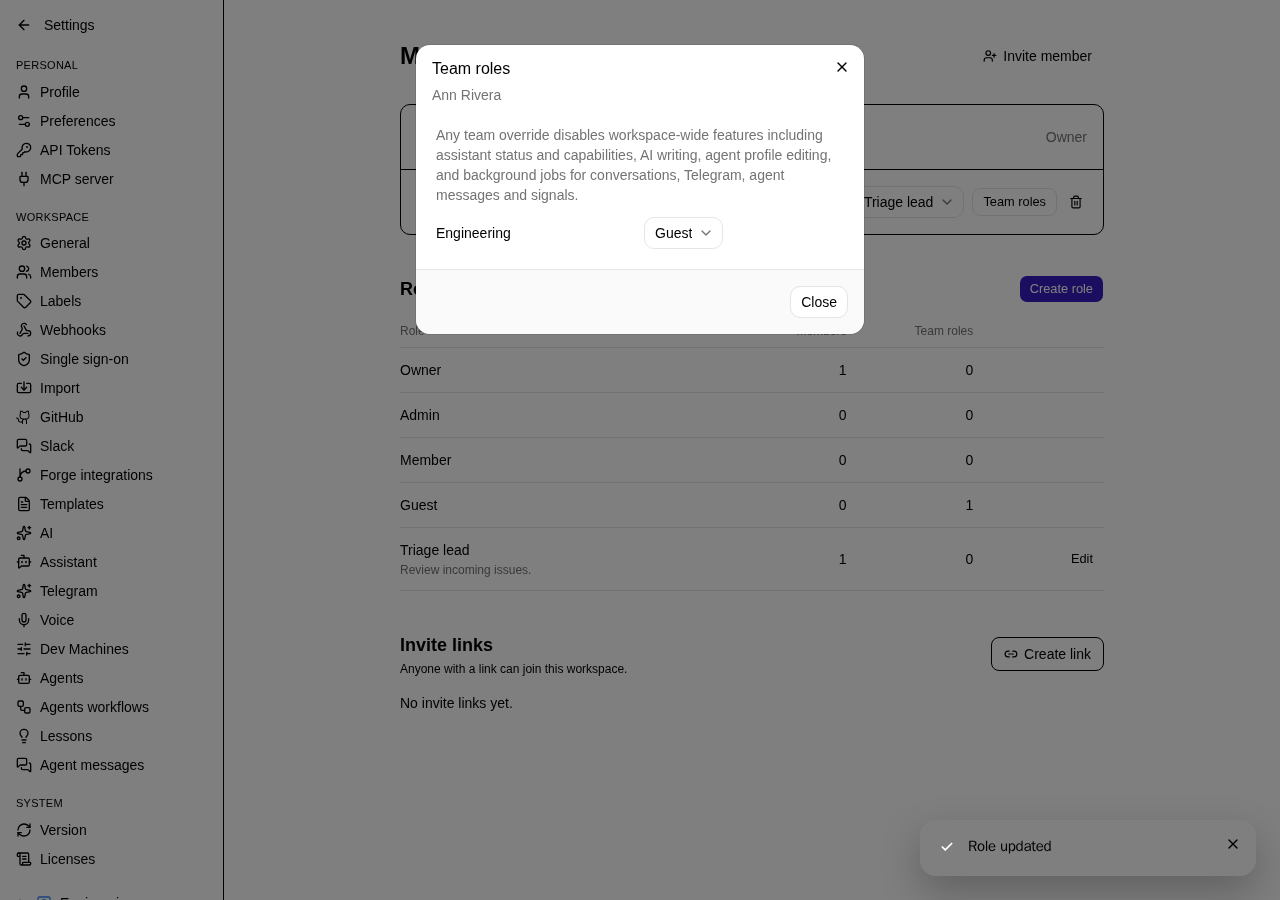 Settings
PERSONAL
Profile
Preferences
API Tokens
MCP server
WORKSPACE
General
Members
Labels
Webhooks
Single sign-on
Import
GitHub
Slack
Forge integrations
Templates
AI
Assistant
Telegram
Voice
Dev Machines
Agents
Agents workflows
Lessons
Agent messages
SYSTEM
Version
Licenses
Invite member
Owner
Triage lead
Team roles
Team roles
Ann Rivera
Any team override disables workspace-wide features including
assistant status and capabilities, AI writing, agent profile editing,
and background jobs for conversations, Telegram, agent
messages and signals.
Engineering
Guest
Close
Create role
Role
Team roles
Owner 1 0
Admin 0 0
Member 0 0
Guest 0 1
Triage lead 1 0 Edit
Review incoming issues.
Invite links
Anyone with a link can join this workspace.
Create link
No invite links yet.
Role updated